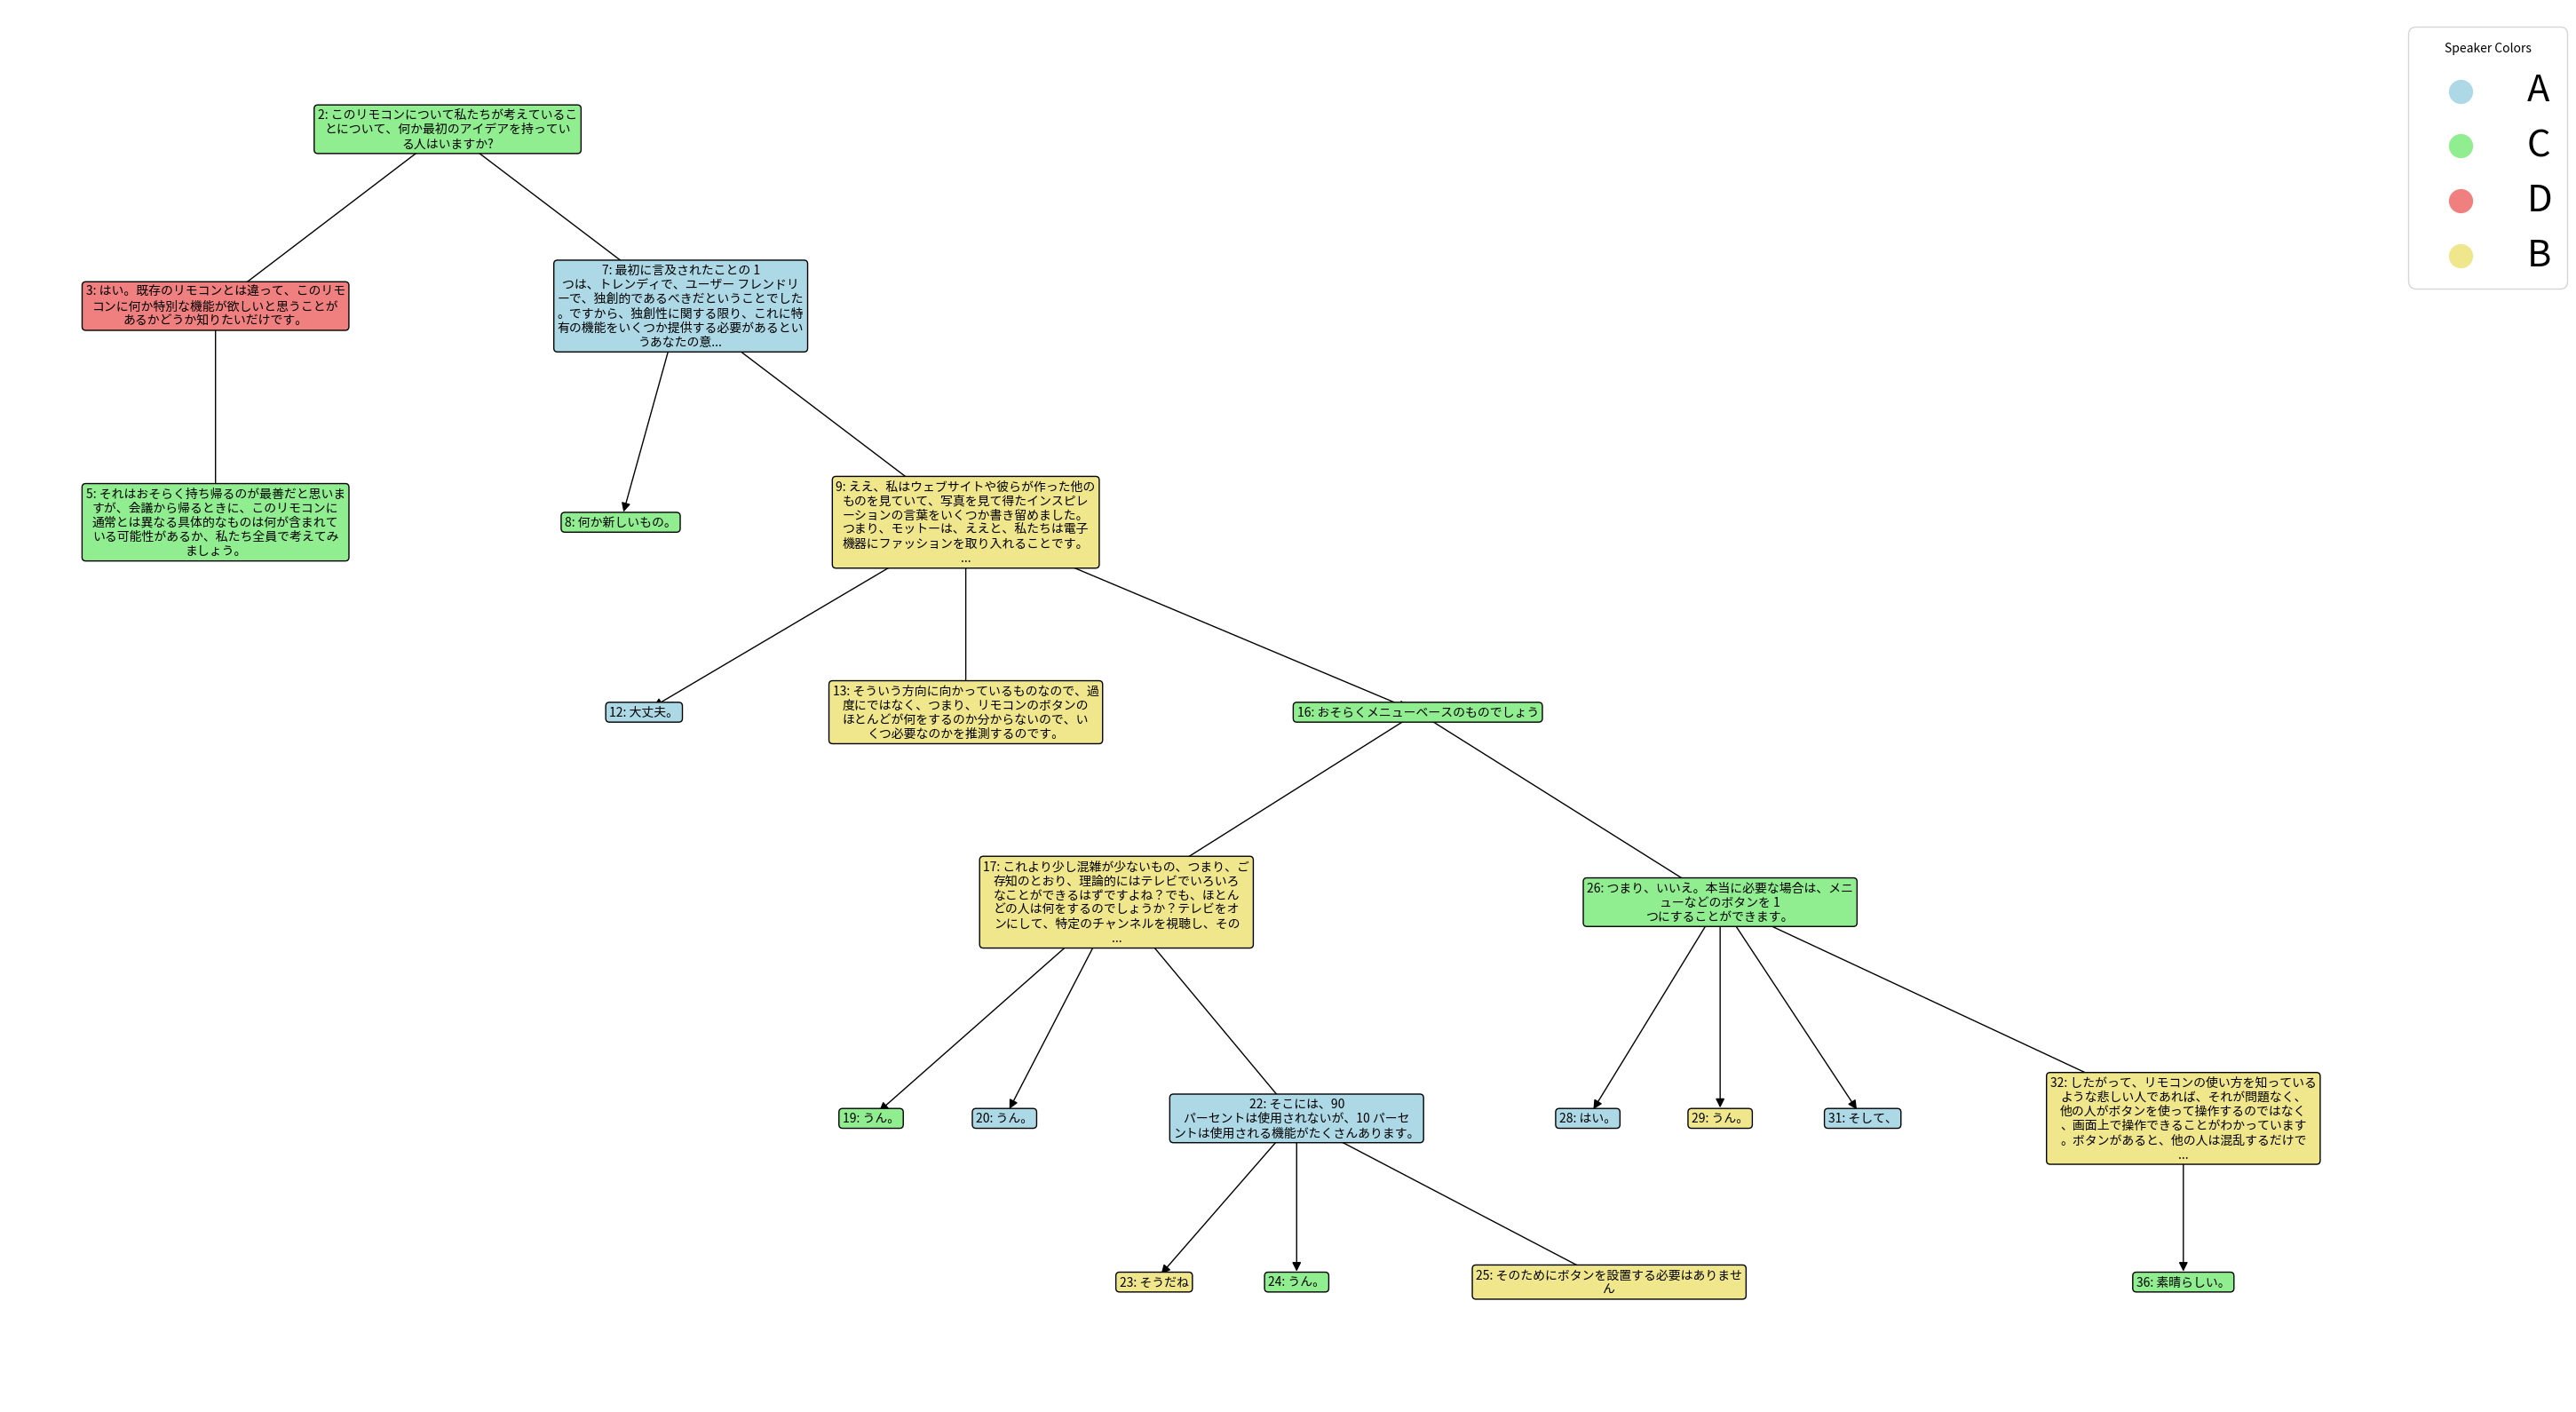 Speaker Colors
A
C
D
B
2: このリモコンについて私たちが考えているこ
とについて、何か最初のアイデアを持ってい
る人はいますか?
3: はい。既存のリモコンとは違って、このリモ
コンに何か特別な機能が欲しいと思うことが
あるかどうか知りたいだけです。
7: 最初に言及されたことの 1
つは、トレンディで、ユーザー フレンドリ
ーで、独創的であるべきだということでした
。ですから、独創性に関する限り、これに特
有の機能をいくつか提供する必要があるとい
うあなたの意...
5: それはおそらく持ち帰るのが最善だと思いま
すが、会議から帰るときに、このリモコンに
通常とは異なる具体的なものは何が含まれて
いる可能性があるか、私たち全員で考えてみ
ましょう。
8: 何か新しいもの。
9: ええ、私はウェブサイトや彼らが作った他の
ものを見ていて、写真を見て得たインスピレ
ーションの言葉をいくつか書き留めました。
つまり、モットーは、ええと、私たちは電子
機器にファッションを取り入れることです。
...
12: 大丈夫。
13: そういう方向に向かっているものなので、過
度にではなく、つまり、リモコンのボタンの
ほとんどが何をするのか分からないので、い
くつ必要なのかを推測するのです。
16: おそらくメニューベースのものでしょう
17: これより少し混雑が少ないもの、つまり、ご
存知のとおり、理論的にはテレビでいろいろ
なことができるはずですよね？でも、ほとん
どの人は何をするのでしょうか？テレビをオ
ンにして、特定のチャンネルを視聴し、その
...
26: つまり、いいえ。本当に必要な場合は、メニ
ューなどのボタンを 1
つにすることができます。
19: うん。
20: うん。
22: そこには、90
パーセントは使用されないが、10 パーセ
ントは使用される機能がたくさんあります。
28: はい。
29: うん。
31: そして、
32: したがって、リモコンの使い方を知っている
ような悲しい人であれば、それが問題なく、
他の人がボタンを使って操作するのではなく
、画面上で操作できることがわかっています
。ボタンがあると、他の人は混乱するだけで
...
23: そうだね
24: うん。
25: そのためにボタンを設置する必要はありませ
ん
36: 素晴らしい。